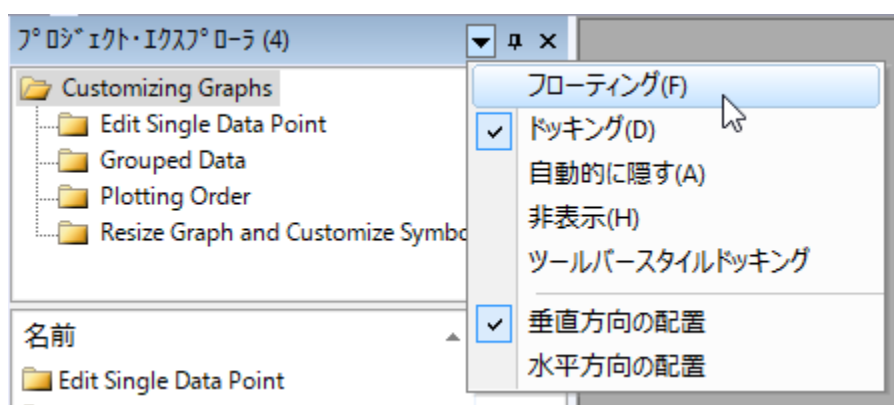 ﾌﾟﾛｼﾞｪｸﾄ･ｴｸｽﾌﾟﾛｰﾗ (4)
Customizing Graphs
Edit Single Data Point
Grouped Data
Plotting Order
Resize Graph and Customize Symbo
フローティング(F)
ドッキング(D)
自動的に隠す(A)
非表示(H)
ツールバースタイルドッキング
垂直方向の配置
水平方向の配置
名前
Edit Single Data Point